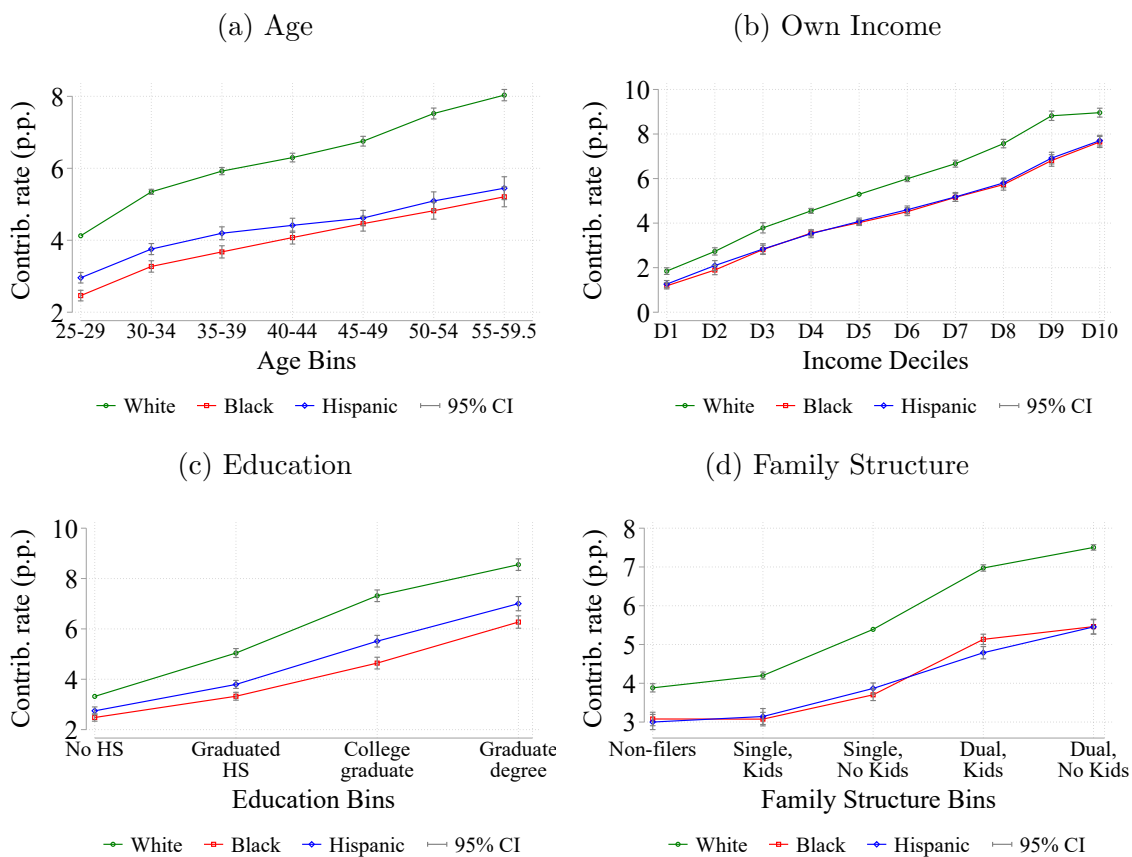 (a) Age
(b) Own Income
Contrib. rate (p.p.)
8
6
4
2
25-29 30-34 35-39 40-44 45-49 50-54 55-59.5
Age Bins
White Black Hispanic 95% CI
Contrib. rate (p.p.)
10
8
6
4
2
0
D1 D2 D3 D4 D5 D6 D7 D8 D9 D10
Income Deciles
White Black Hispanic 95% CI
(c) Education
(d) Family Structure
Contrib. rate (p.p.)
10
8
6
4
2
No HS Graduated College Graduate
HS graduate degree
Education Bins
White Black Hispanic 95% CI
Contrib. rate (p.p.)
8
7
6
5
4
3
Non-filers Single, Single, Dual, Dual,
Kids No Kids Kids No Kids
Family Structure Bins
White Black Hispanic 95% CI